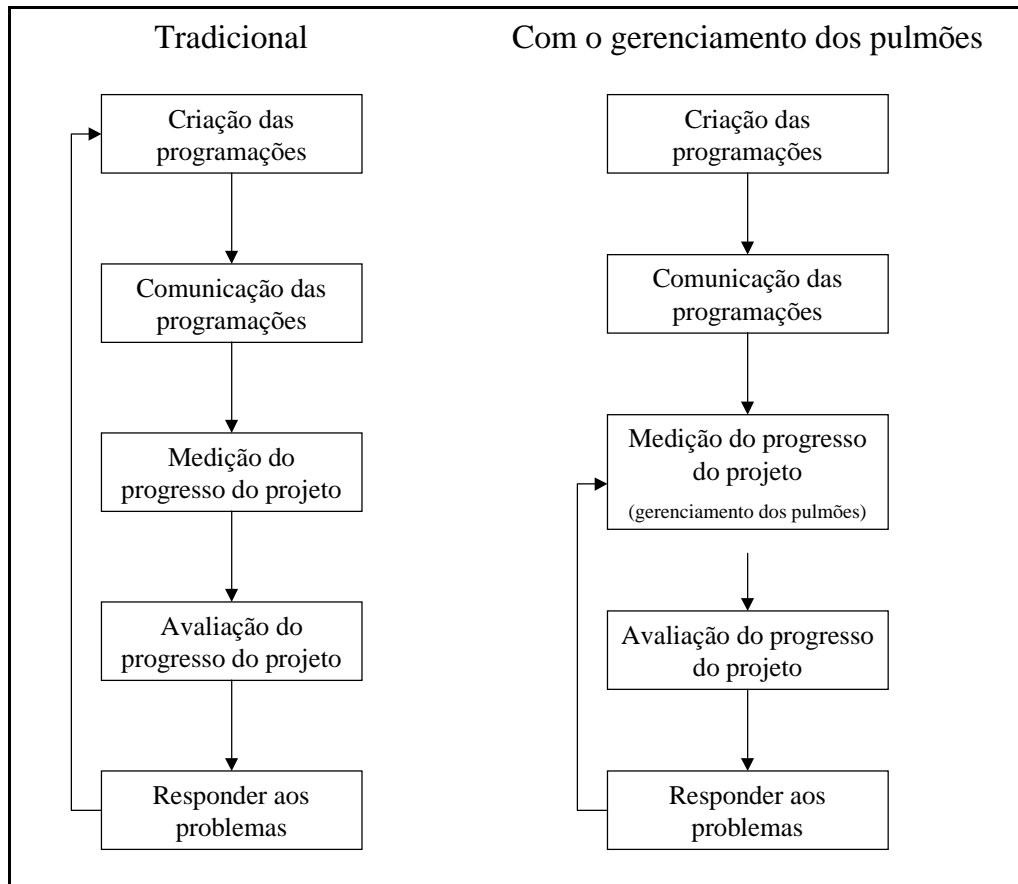 Tradicional
Criação das
programações
Comunicação das
programações
Medição do
progresso do projeto
Avaliação do
progresso do projeto
Responder aos
problemas
Com o gerenciamento dos pulmões
Criação das
programações
Comunicação das
programações
Medição do progresso
do projeto
(gerenciamento dos pulmões)
Avaliação do progresso
do projeto
Responder aos
problemas